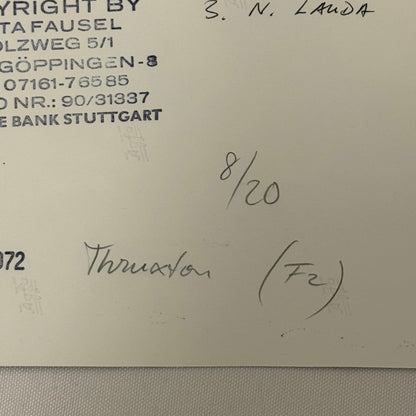 YRIGHT BY
TA FAUSEL
OLZWEG 5/1
GÖPPINGEN-8
07161-76585
O NR.: 90/31337
E BANK STUTTGART
3. N. LAUDA
8/20
972
Thruxton (F2)